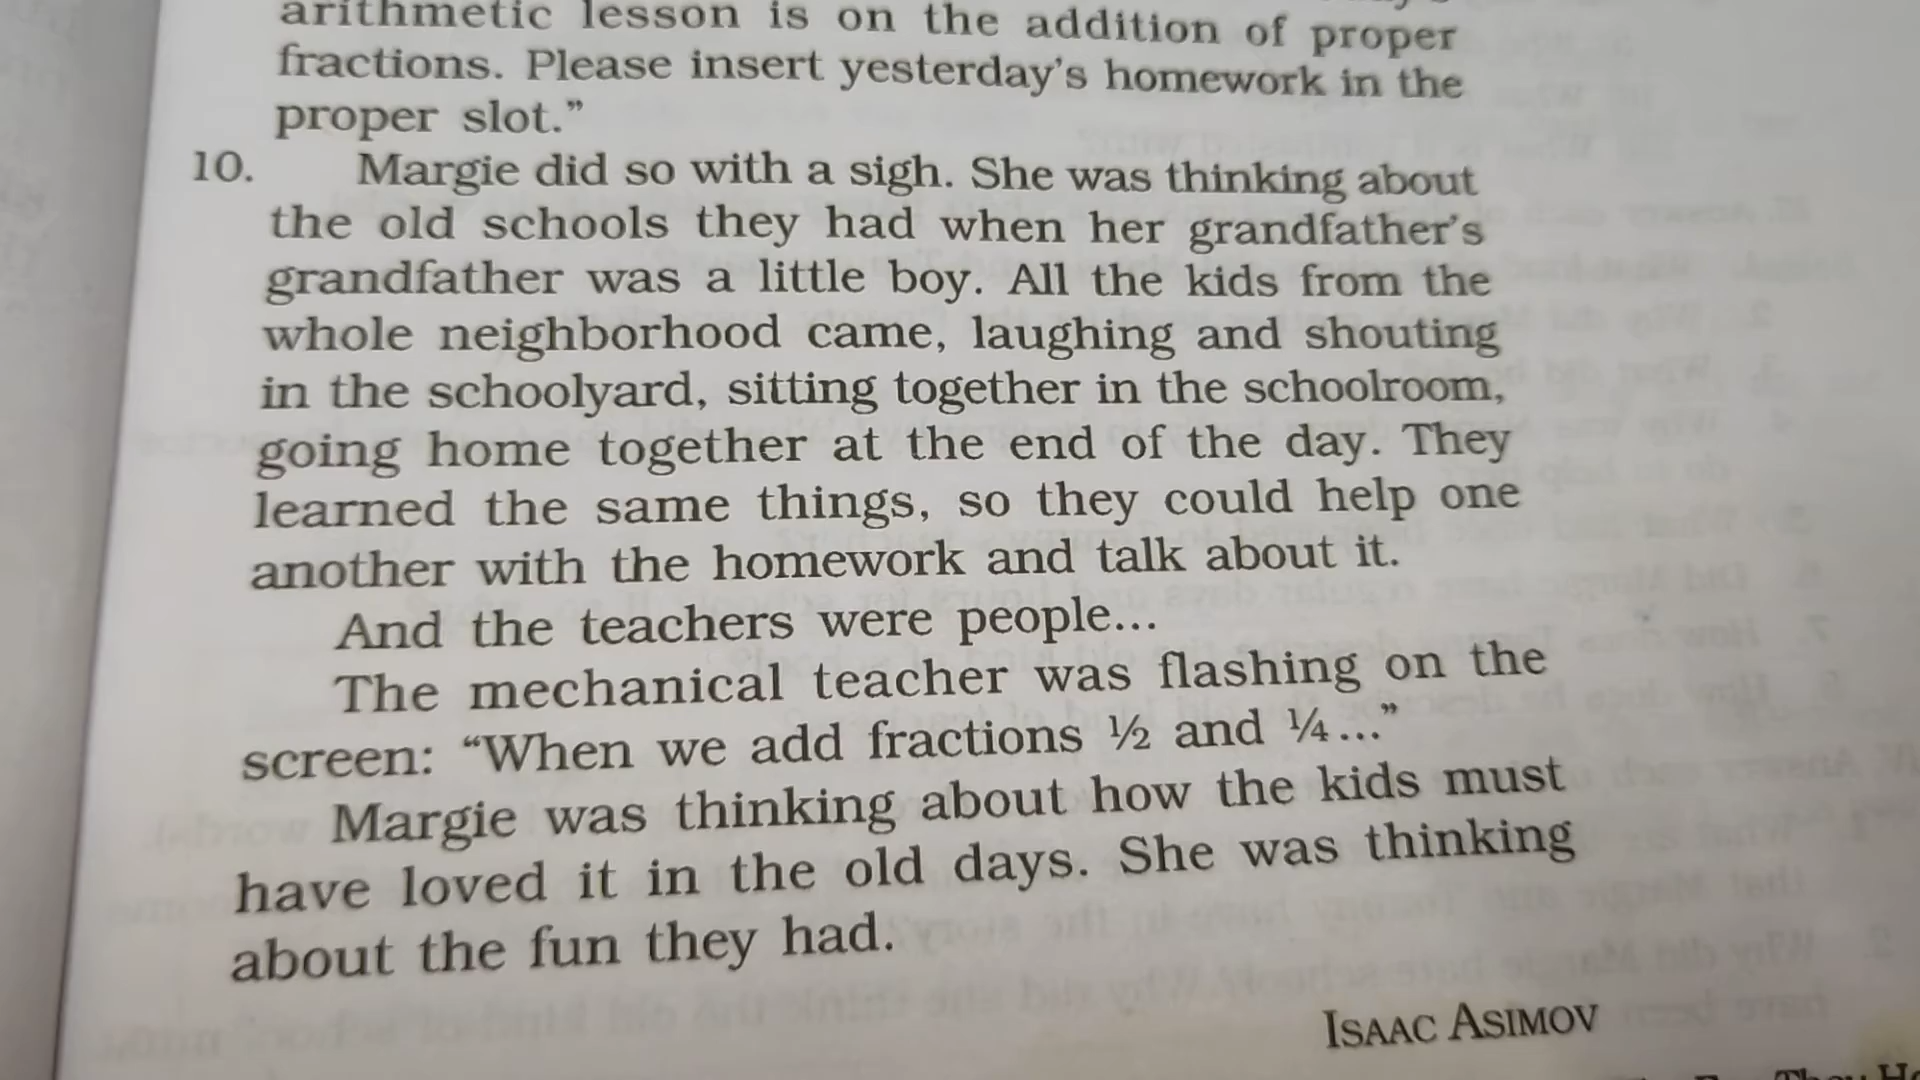 arithmetic lesson is on the addition of proper
fractions. Please insert yesterday's homework in the
proper slot.”
10. Margie did so with a sigh. She was thinking about
the old schools they had when her grandfather's
grandfather was a little boy. All the kids from the
whole neighborhood came, laughing and shouting
in the schoolyard, sitting together in the schoolroom,
going home together at the end of the day. They
learned the same things, so they could help one
another with the homework and talk about it.
And the teachers were people...
The mechanical teacher was flashing on the
screen: “When we add fractions ½ and ¼...”
Margie was thinking about how the kids must
have loved it in the old days. She was thinking
about the fun they had.
ISAAC ASIMOV